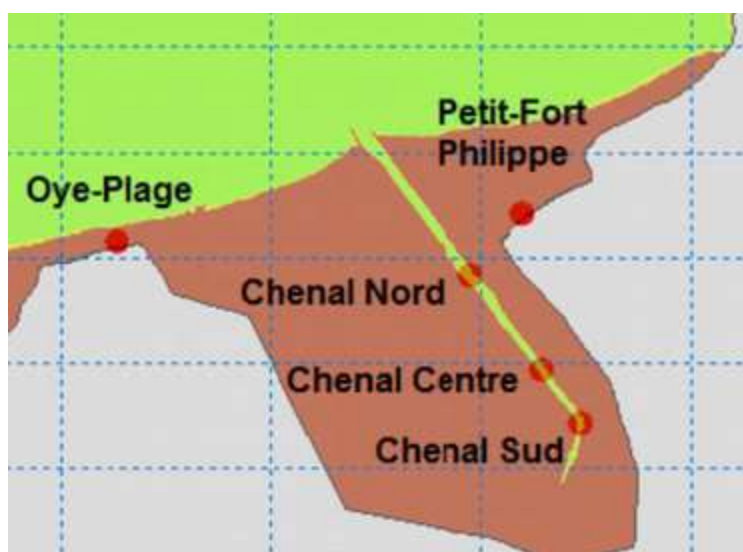 Petit-Fort
Philippe
Oye-Plage
Chenal Nord
Chenal Centre
Chenal Sud